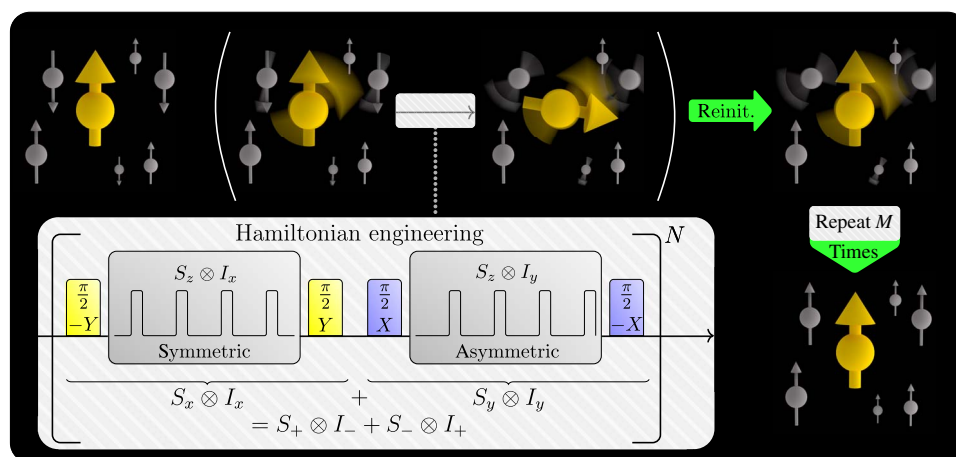 Reinit.
Hamiltonian engineering
N
S_z ⊗ I_x
S_z ⊗ I_y
π/2 −Y
π/2 Y
π/2 X
π/2 −X
Symmetric
Asymmetric
S_x ⊗ I_x + S_y ⊗ I_y
= S_+ ⊗ I_− + S_− ⊗ I_+
Repeat M
Times